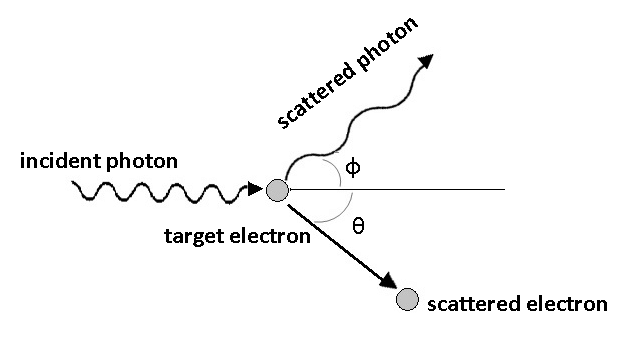 scattered photon
incident photon
ϕ
θ
target electron
scattered electron